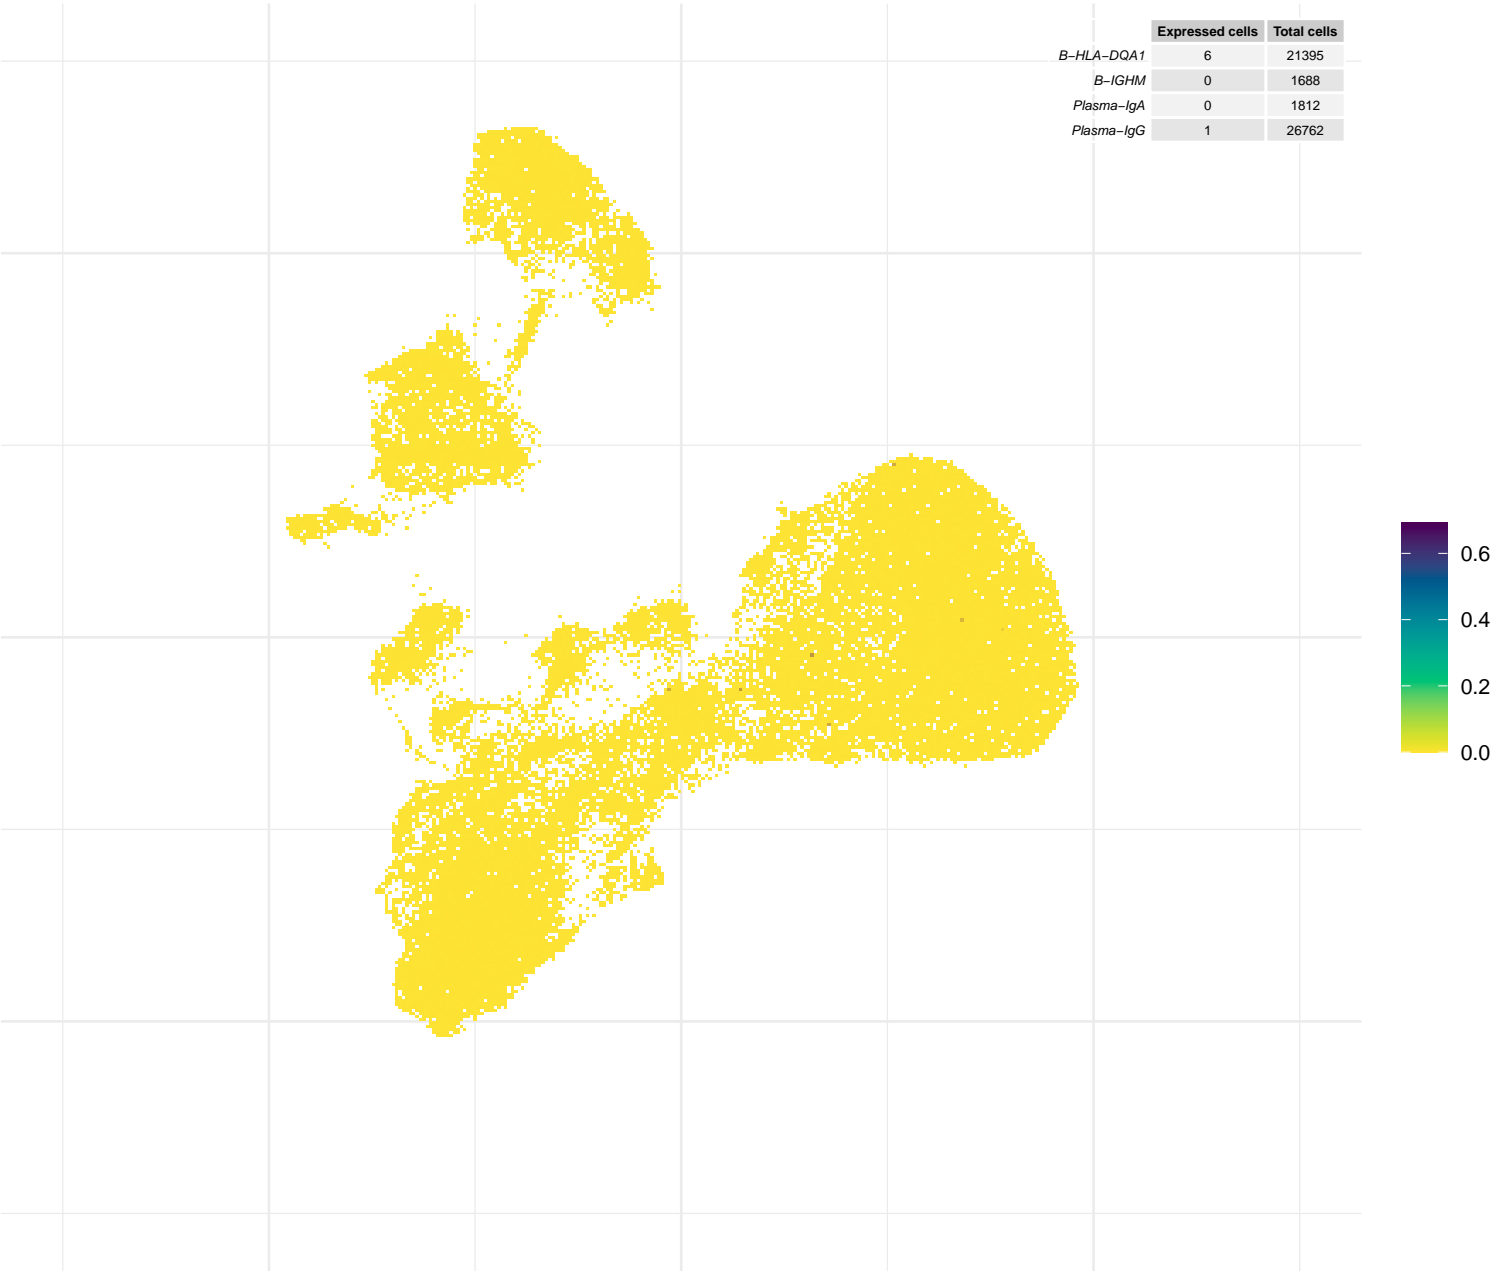 Expressed cells Total cells
B−HLA−DQA1 6 21395
B−IGHM 0 1688
Plasma−IgA 0 1812
Plasma−IgG 1 26762
0.6
0.4
0.2
0.0